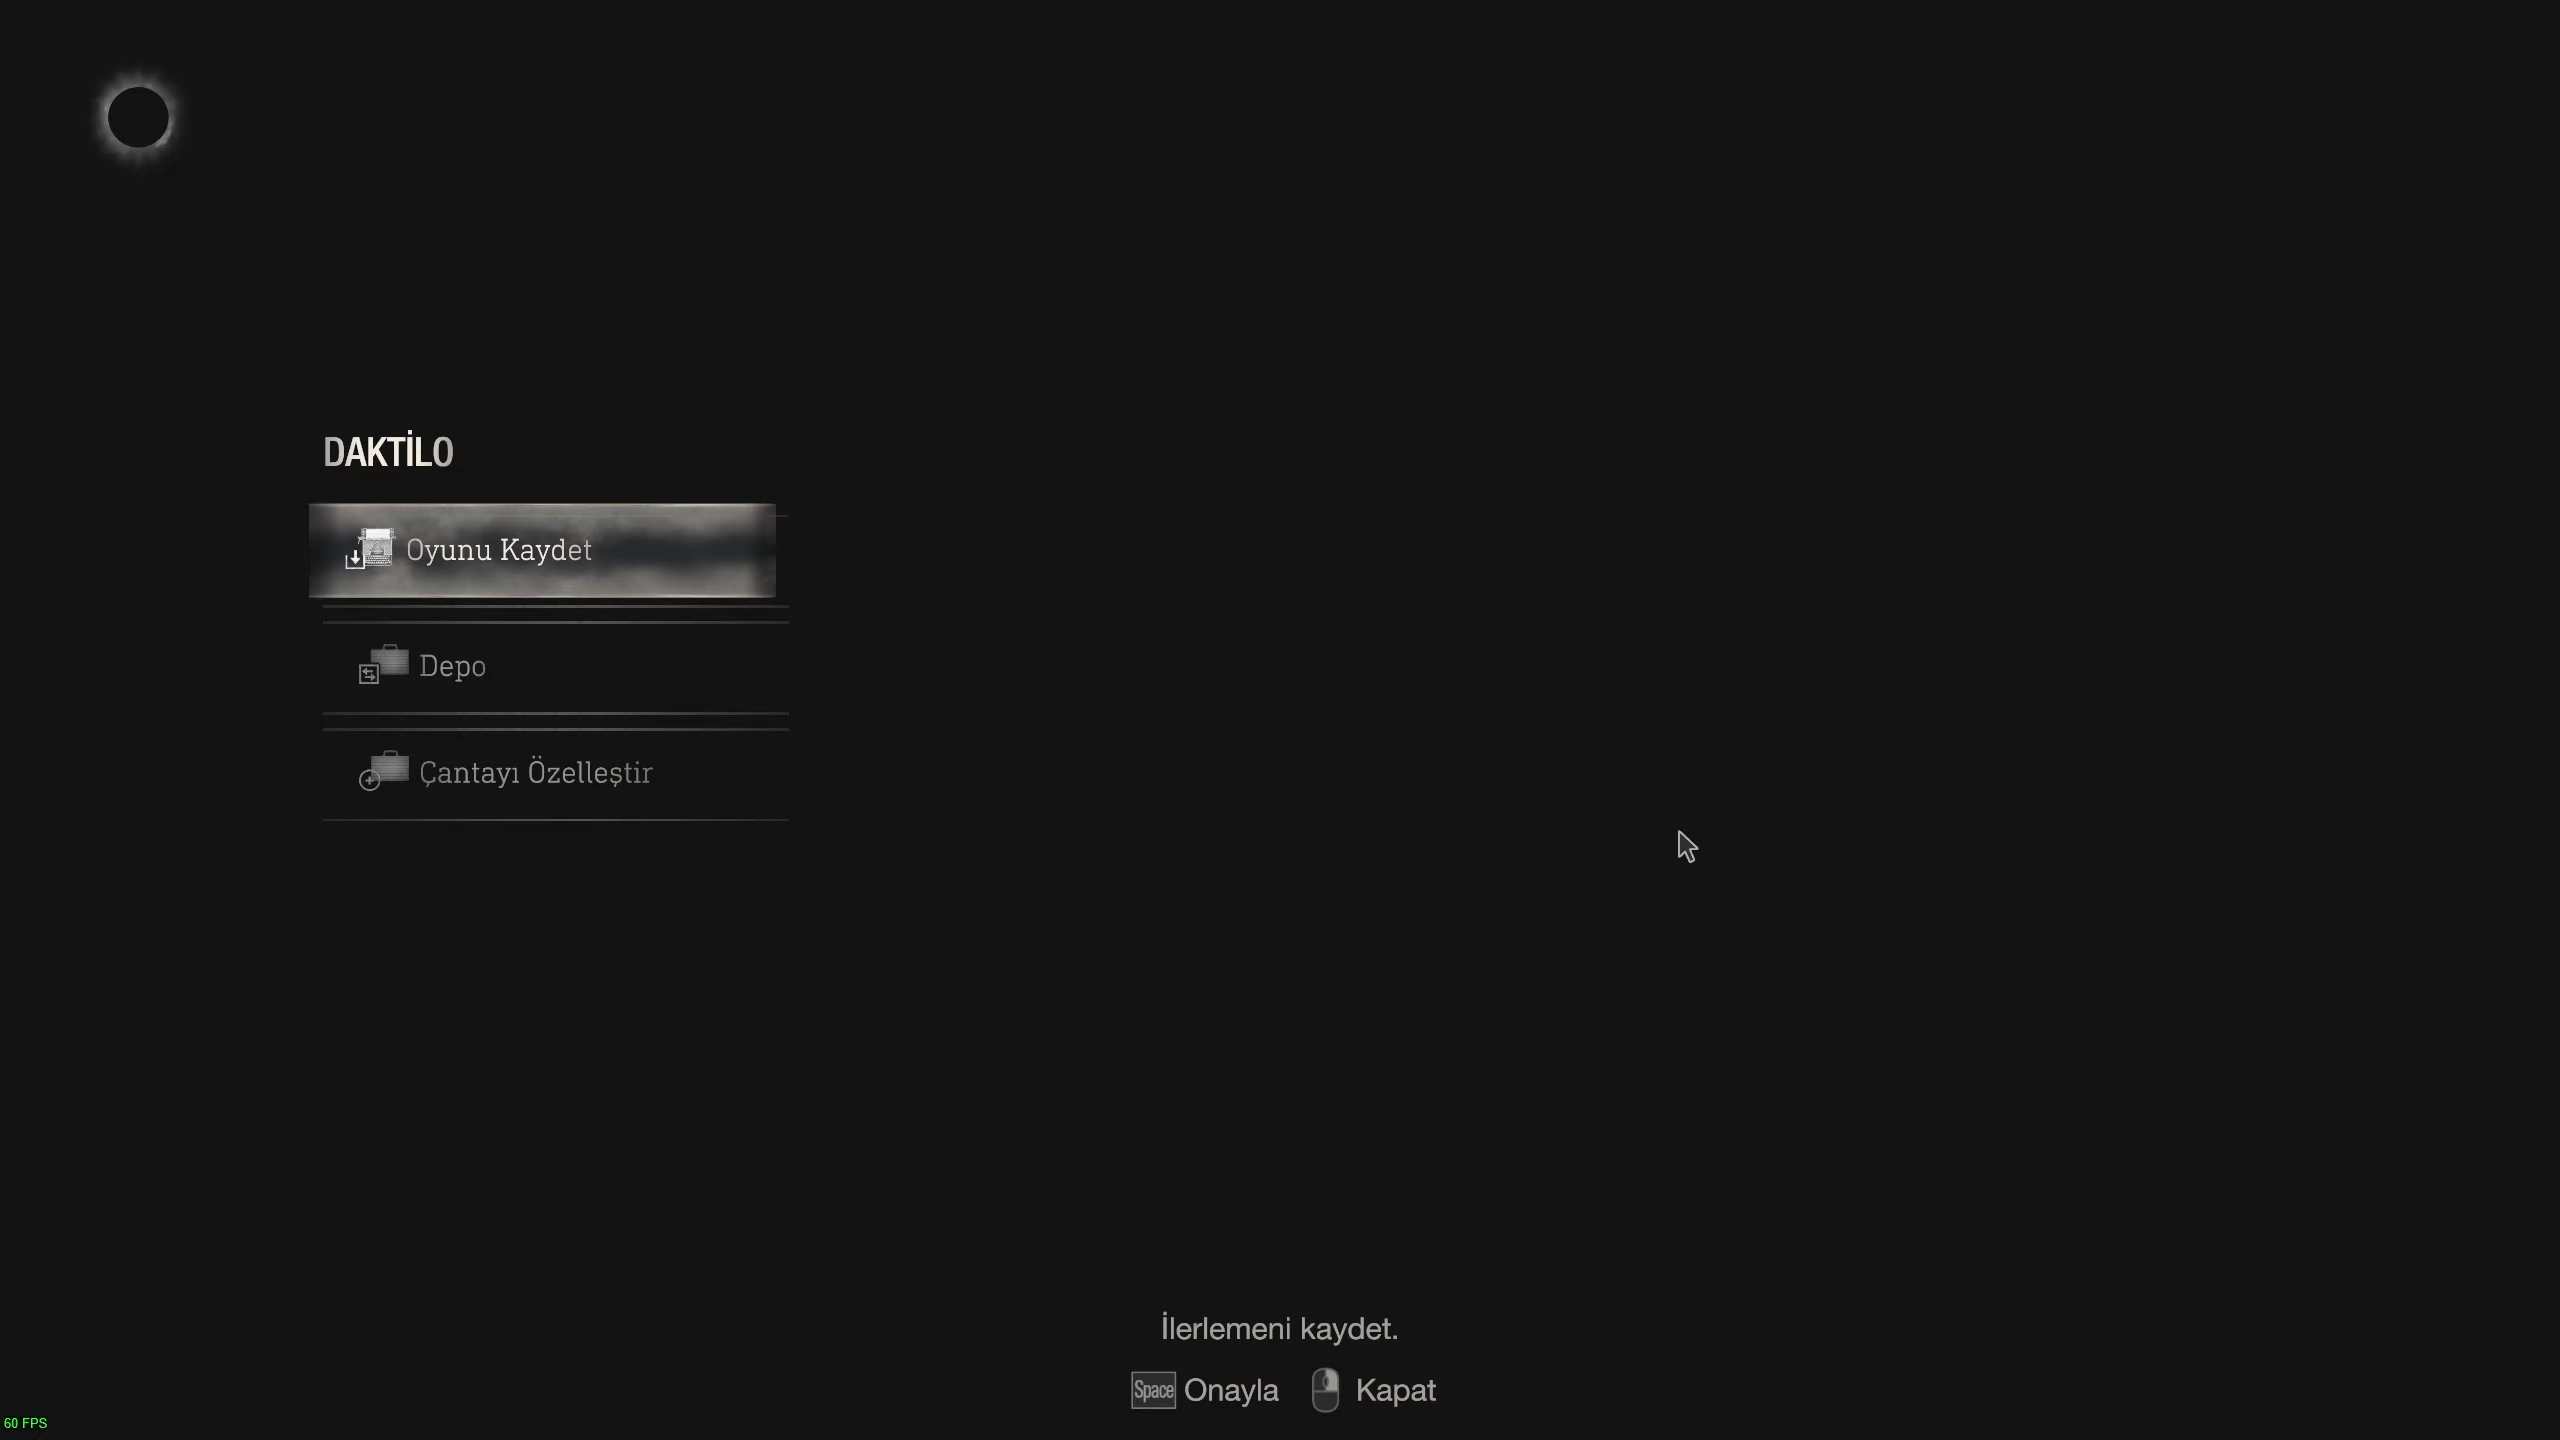 DAKTİLO
Oyunu Kaydet
Depo
Çantayı Özelleştir
İlerlemeni kaydet.
Space Onayla Kapat
60 FPS